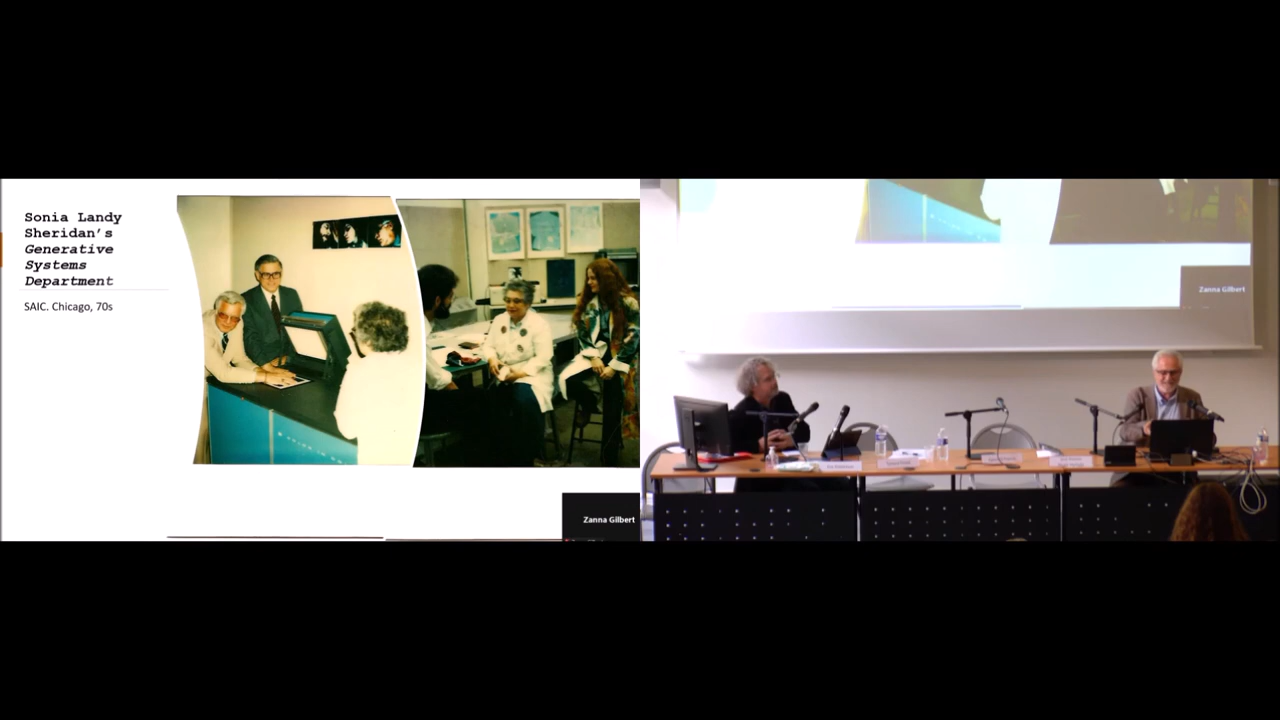 Sonia Landy
Sheridan's
Generative
Systems
Department
SAIC. Chicago, 70s
Zanna Gilbert
Zanna Gilbert